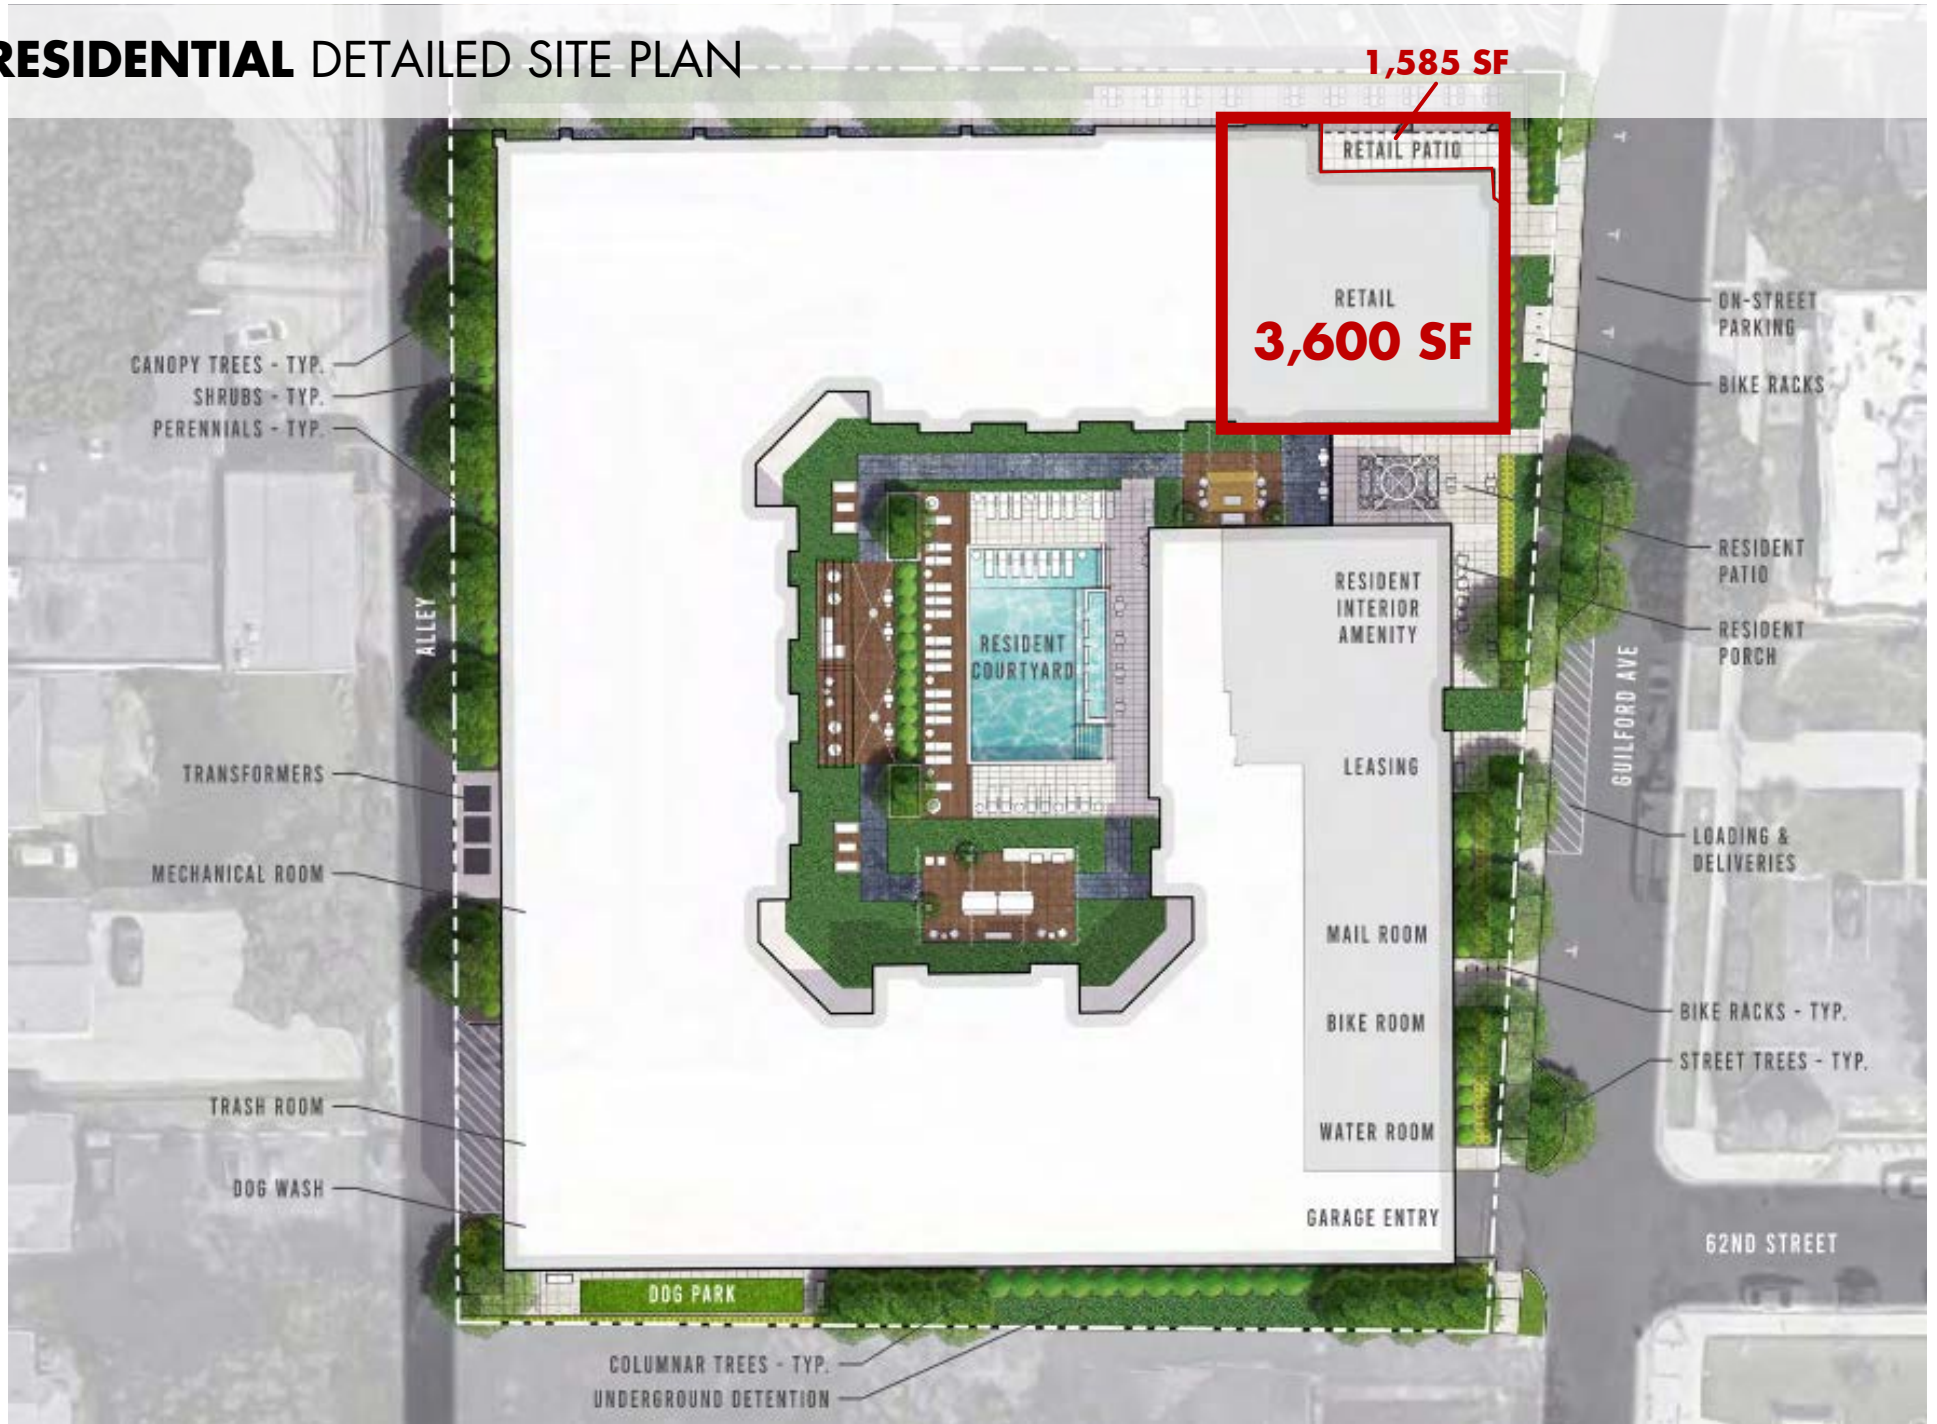 RESIDENTIAL DETAILED SITE PLAN
1,585 SF
RETAIL PATIO
RETAIL
3,600 SF
ON-STREET
PARKING
BIKE RACKS
CANOPY TREES - TYP.
SHRUBS - TYP.
PERENNIALS - TYP.
ALLEY
RESIDENT
COURTYARD
RESIDENT
INTERIOR
AMENITY
RESIDENT
PATIO
RESIDENT
PORCH
GUILFORD AVE
TRANSFORMERS
LEASING
LOADING &
DELIVERIES
MECHANICAL ROOM
MAIL ROOM
BIKE ROOM
BIKE RACKS - TYP.
STREET TREES - TYP.
TRASH ROOM
WATER ROOM
DOG WASH
GARAGE ENTRY
62ND STREET
DOG PARK
COLUMNAR TREES - TYP.
UNDERGROUND DETENTION